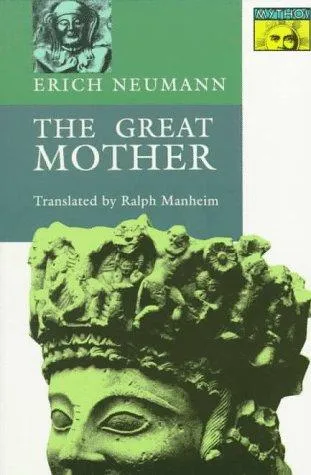 MYTHOS
ERICH NEUMANN
THE GREAT
MOTHER
Translated by Ralph Manheim